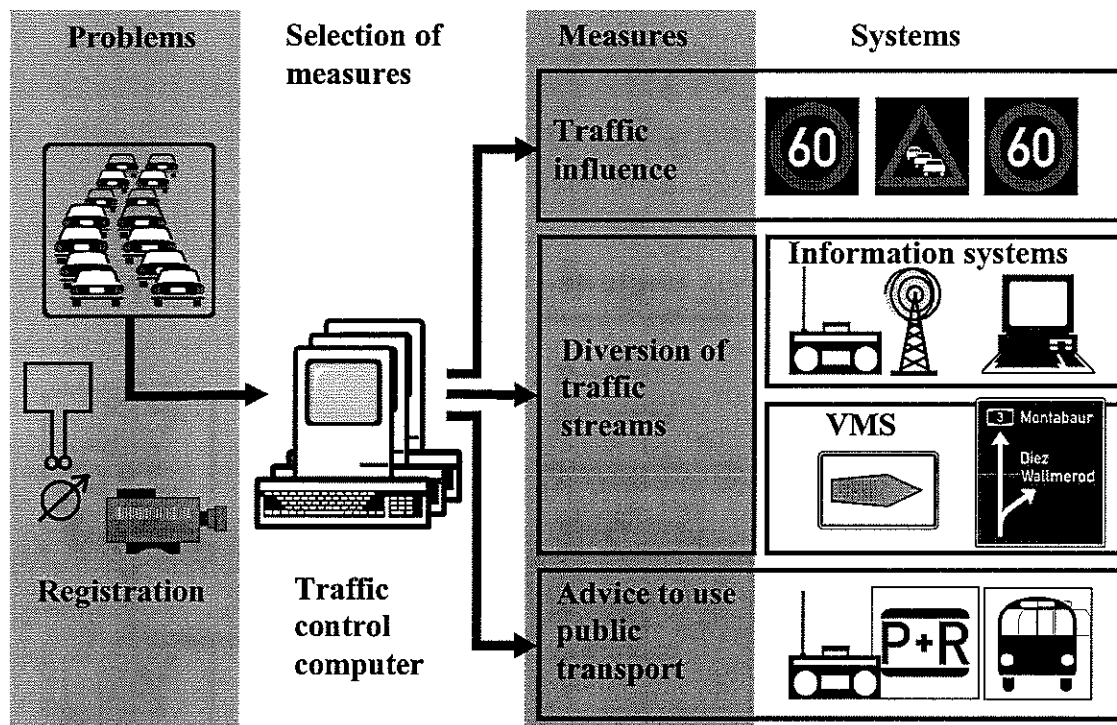 Problems
Selection of
measures
Measures
Systems
Traffic
influence
60
60
Information systems
Diversion of
traffic
streams
VMS
3 Montabaur
Diez
Wallmerod
Registration
Traffic
control
computer
Advice to use
public
transport
P+R